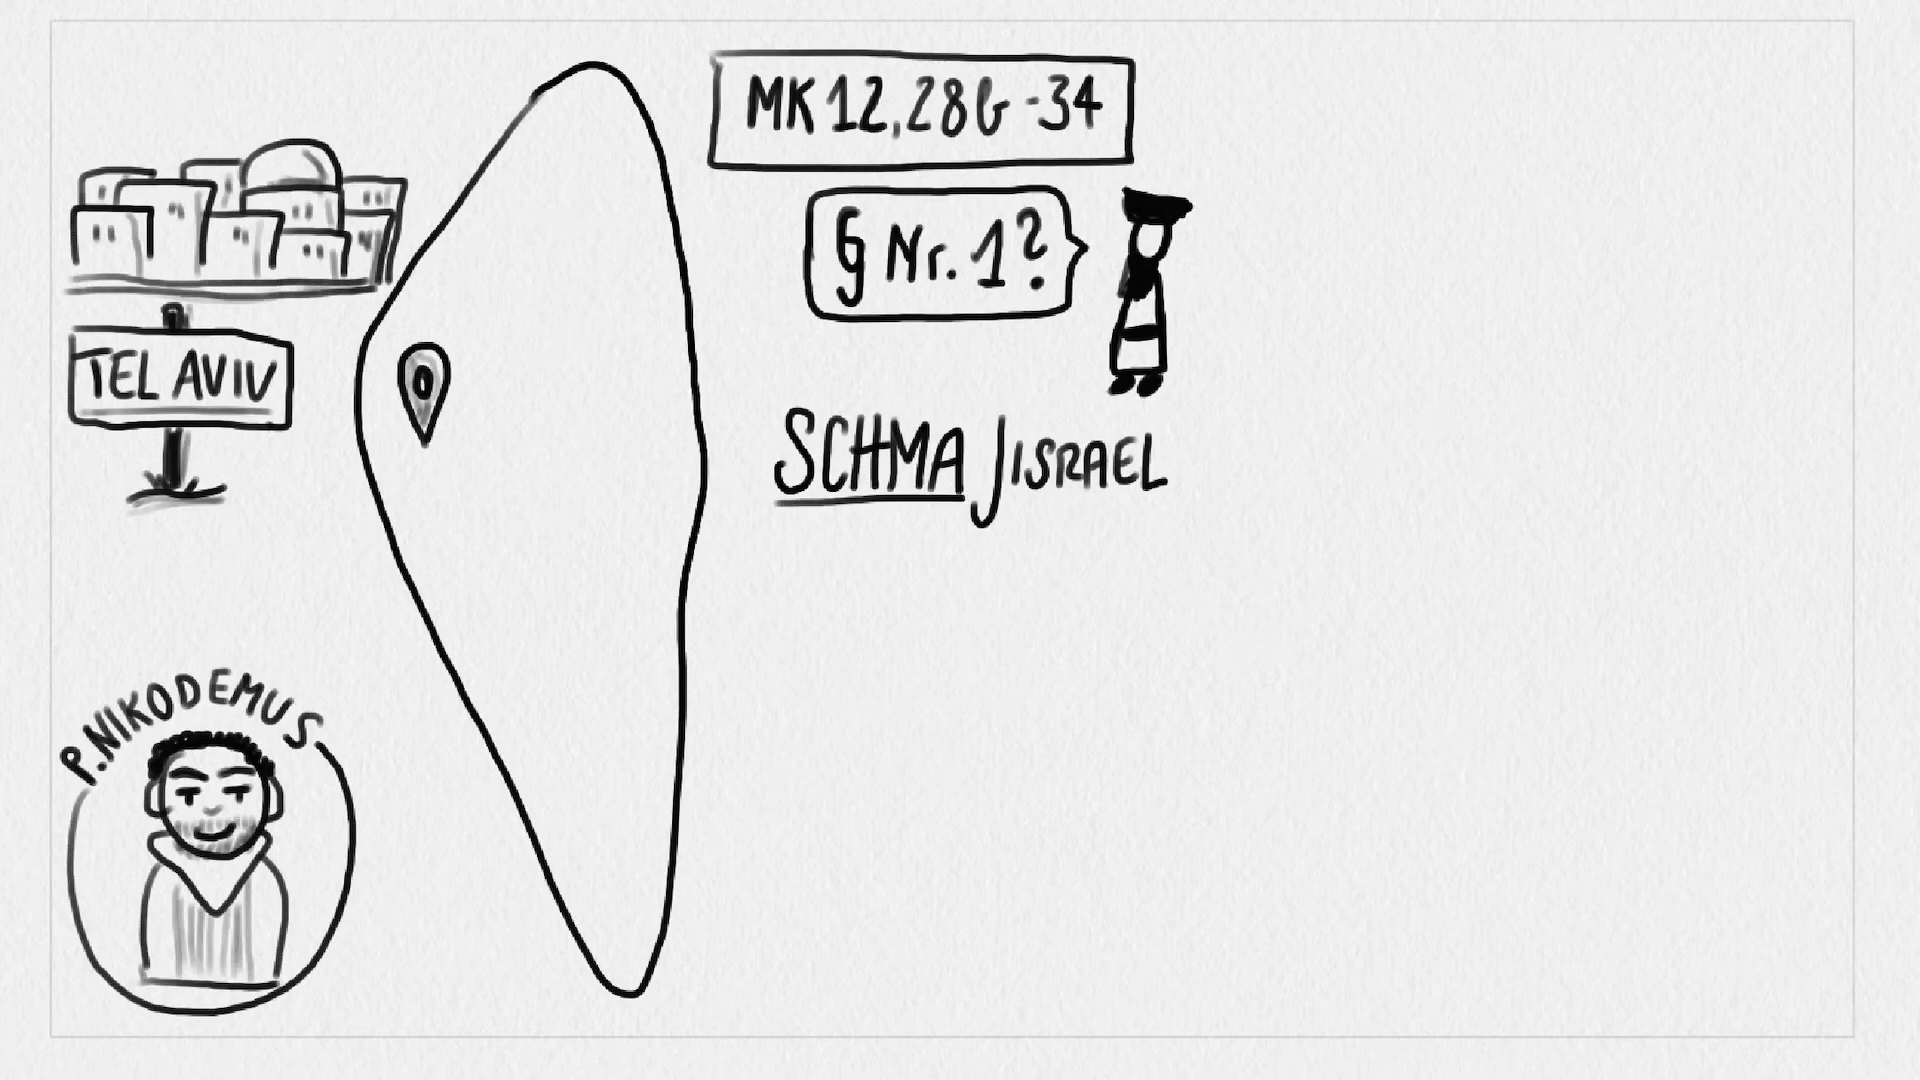 MK 12,28b-34
§ Nr. 1?
TEL AVIV
SCHMA JISRAEL
P. NIKODEMUS